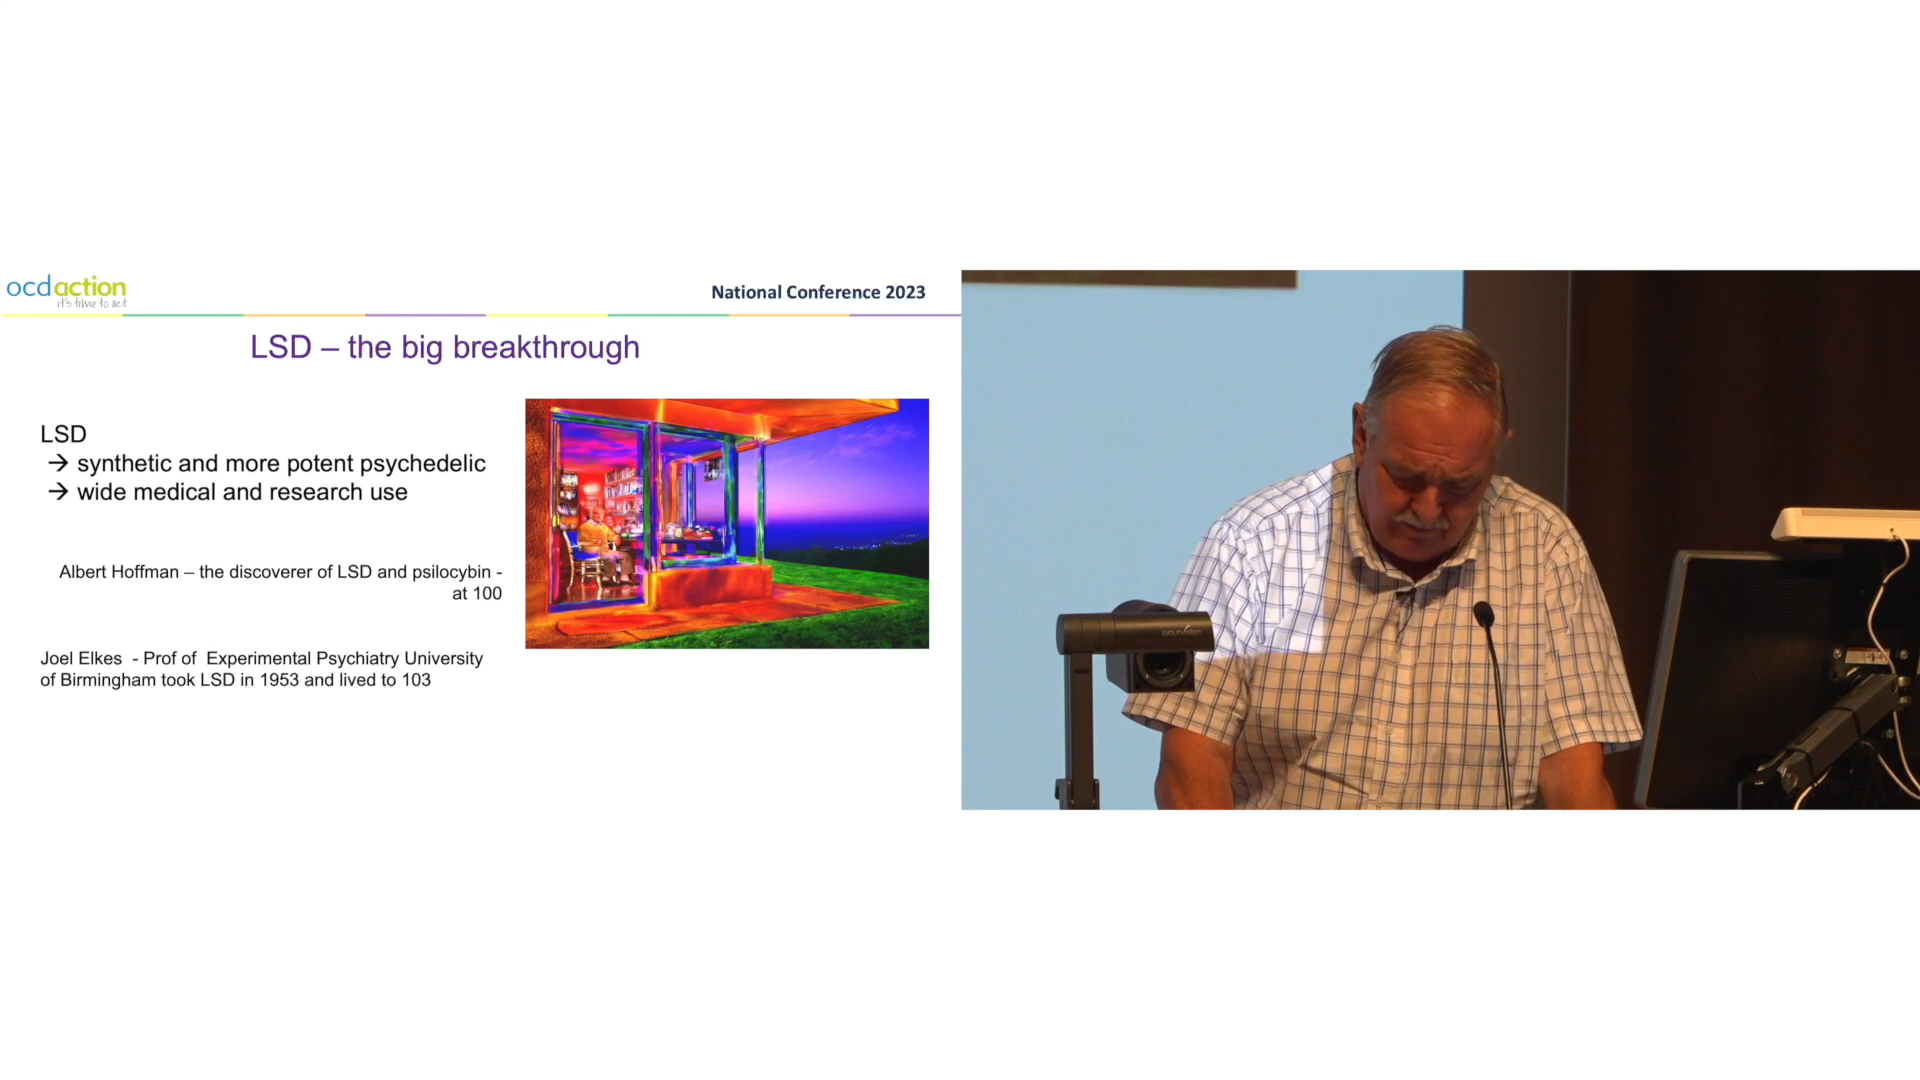 ocdaction
it's time to act
National Conference 2023
LSD – the big breakthrough
LSD
→ synthetic and more potent psychedelic
→ wide medical and research use
Albert Hoffman – the discoverer of LSD and psilocybin -
at 100
Joel Elkes - Prof of Experimental Psychiatry University
of Birmingham took LSD in 1953 and lived to 103
wolfvision